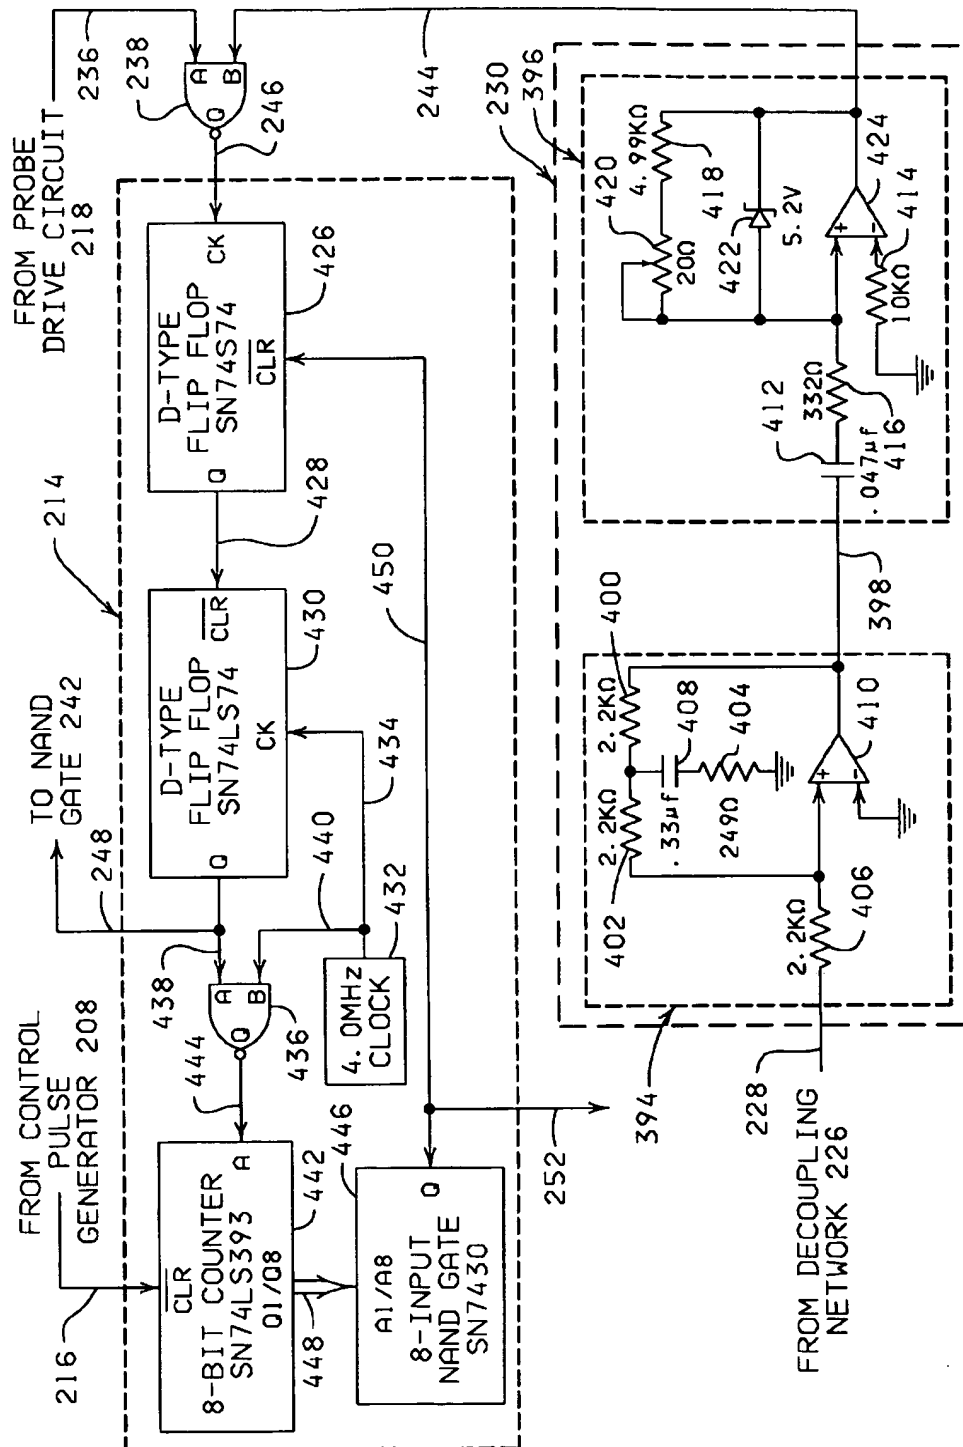 FROM PROBE
DRIVE CIRCUIT
218
236
238
A
B
Q
246
244
214
D-TYPE
FLIP FLOP
SN74S74
CK
CLR
Q
426
428
D-TYPE
FLIP FLOP
SN74LS74
CLR
CK
Q
430
TO NAND
GATE 242
248
434
440
450
438
A
B
Q
436
444
4.0MHz
CLOCK
432
FROM CONTROL
PULSE
GENERATOR 208
216
CLR
8-BIT COUNTER
SN74LS393
Q1/Q8
A
442
448
446
A1/A8
8-INPUT
NAND GATE
SN7430
Q
252
230
396
420
4.99KΩ
418
20Ω
422
5.2V
424
414
+
-
10KΩ
412
332Ω
416
.047µf
398
400
2.2KΩ
408
404
2.2KΩ
.33µf
249Ω
402
410
+
-
2.2KΩ
406
394
228
FROM DECOUPLING
NETWORK 226